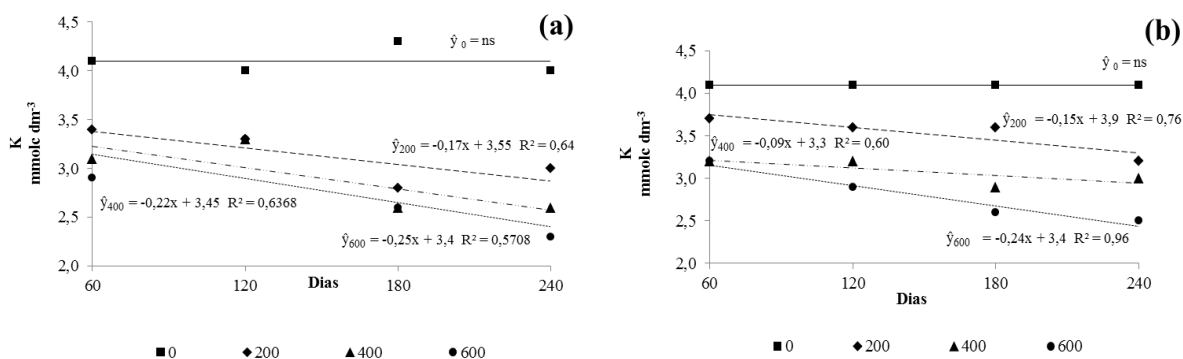 (a)
4,5
4,0
3,5
3,0
2,5
2,0
K
mmolc dm-3
ŷ 0 = ns
ŷ200 = -0,17x + 3,55 R² = 0,64
ŷ400 = -0,22x + 3,45 R² = 0,6368
ŷ600 = -0,25x + 3,4 R² = 0,5708
60 120 180 240
Dias
0 200 400 600
(b)
4,5
4,0
3,5
3,0
2,5
2,0
K
mmolc dm-3
ŷ 0 = ns
ŷ200 = -0,15x + 3,9 R² = 0,76
ŷ400 = -0,09x + 3,3 R² = 0,60
ŷ600 = -0,24x + 3,4 R² = 0,96
60 120 180 240
Dias
0 200 400 600